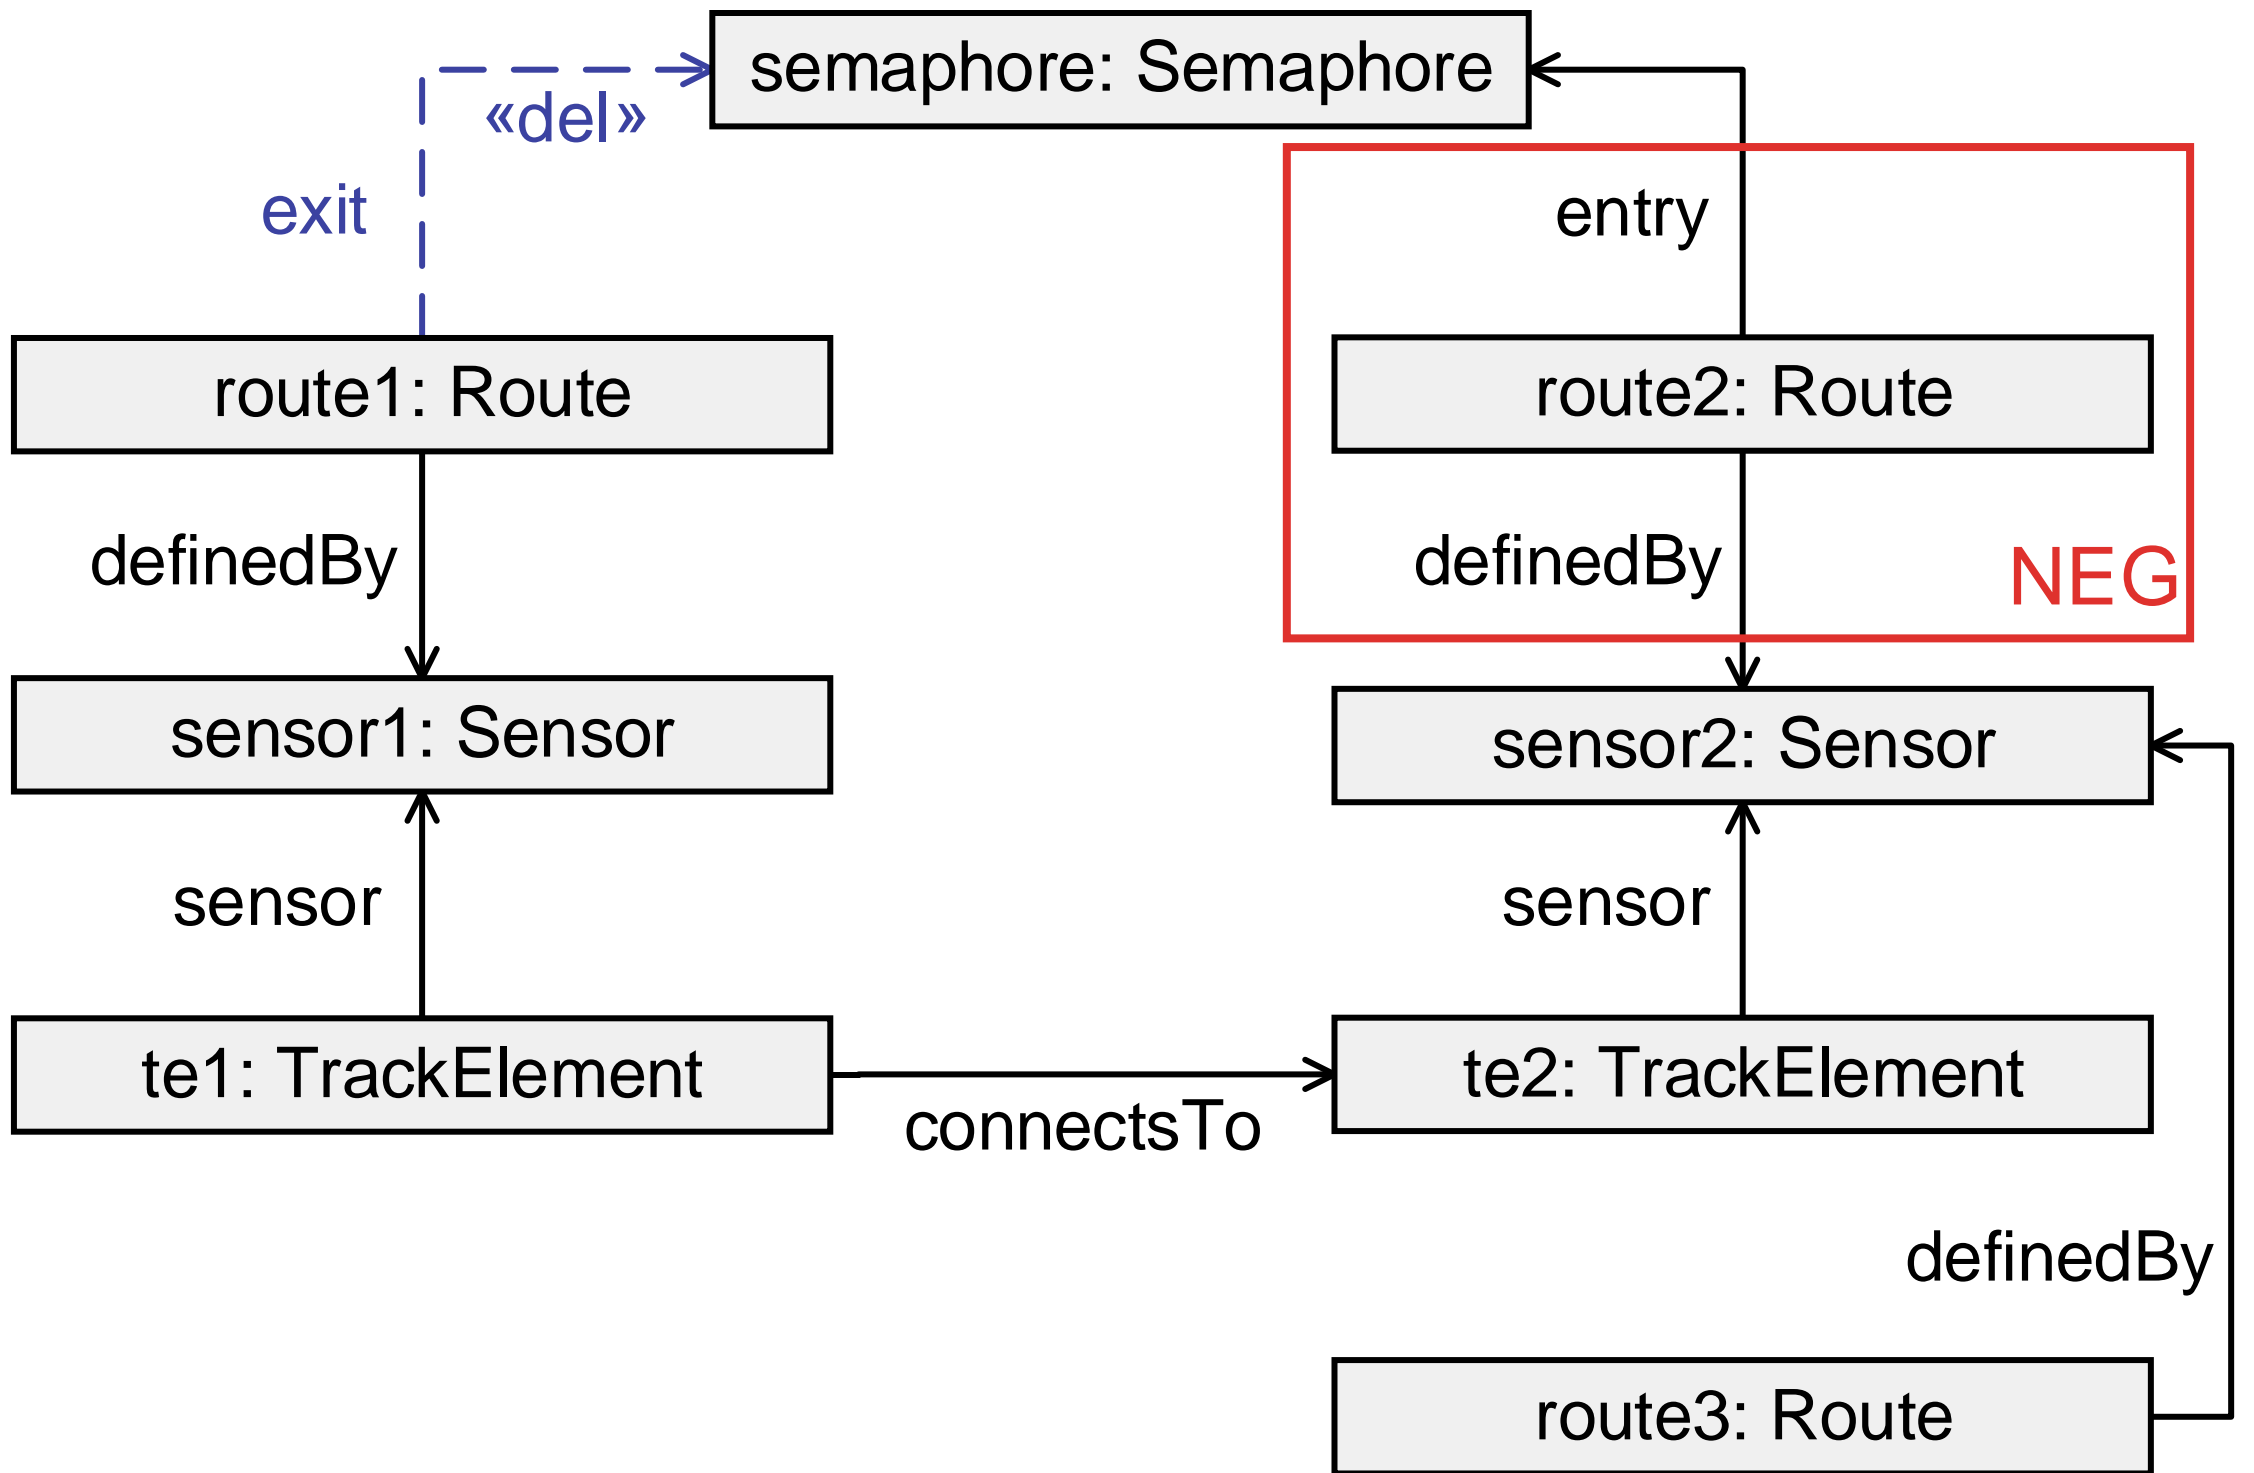 semaphore: Semaphore
«del»
exit
entry
route1: Route
route2: Route
definedBy
definedBy
NEG
sensor1: Sensor
sensor2: Sensor
sensor
sensor
te1: TrackElement
te2: TrackElement
connectsTo
definedBy
route3: Route